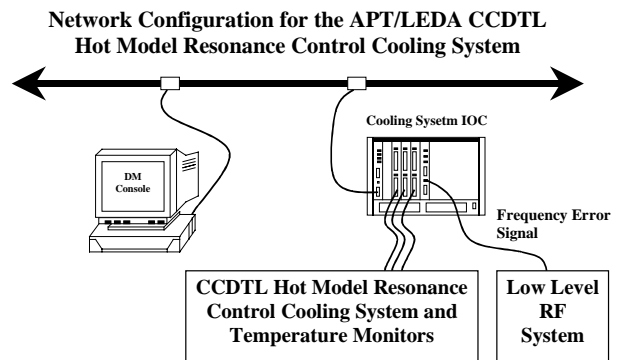 Network Configuration for the APT/LEDA CCDTL
Hot Model Resonance Control Cooling System
Cooling Sysetm IOC
DM
Console
Frequency Error
Signal
CCDTL Hot Model Resonance
Control Cooling System and
Temperature Monitors
Low Level
RF
System